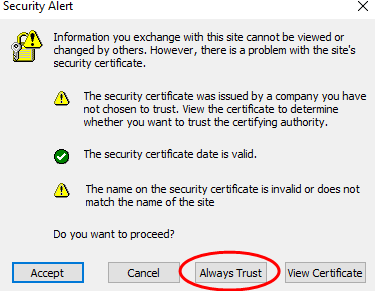 Security Alert
Information you exchange with this site cannot be viewed or
changed by others. However, there is a problem with the site's
security certificate.
The security certificate was issued by a company you have
not chosen to trust. View the certificate to determine
whether you want to trust the certifying authority.
The security certificate date is valid.
The name on the security certificate is invalid or does not
match the name of the site
Do you want to proceed?
Accept Cancel Always Trust View Certificate